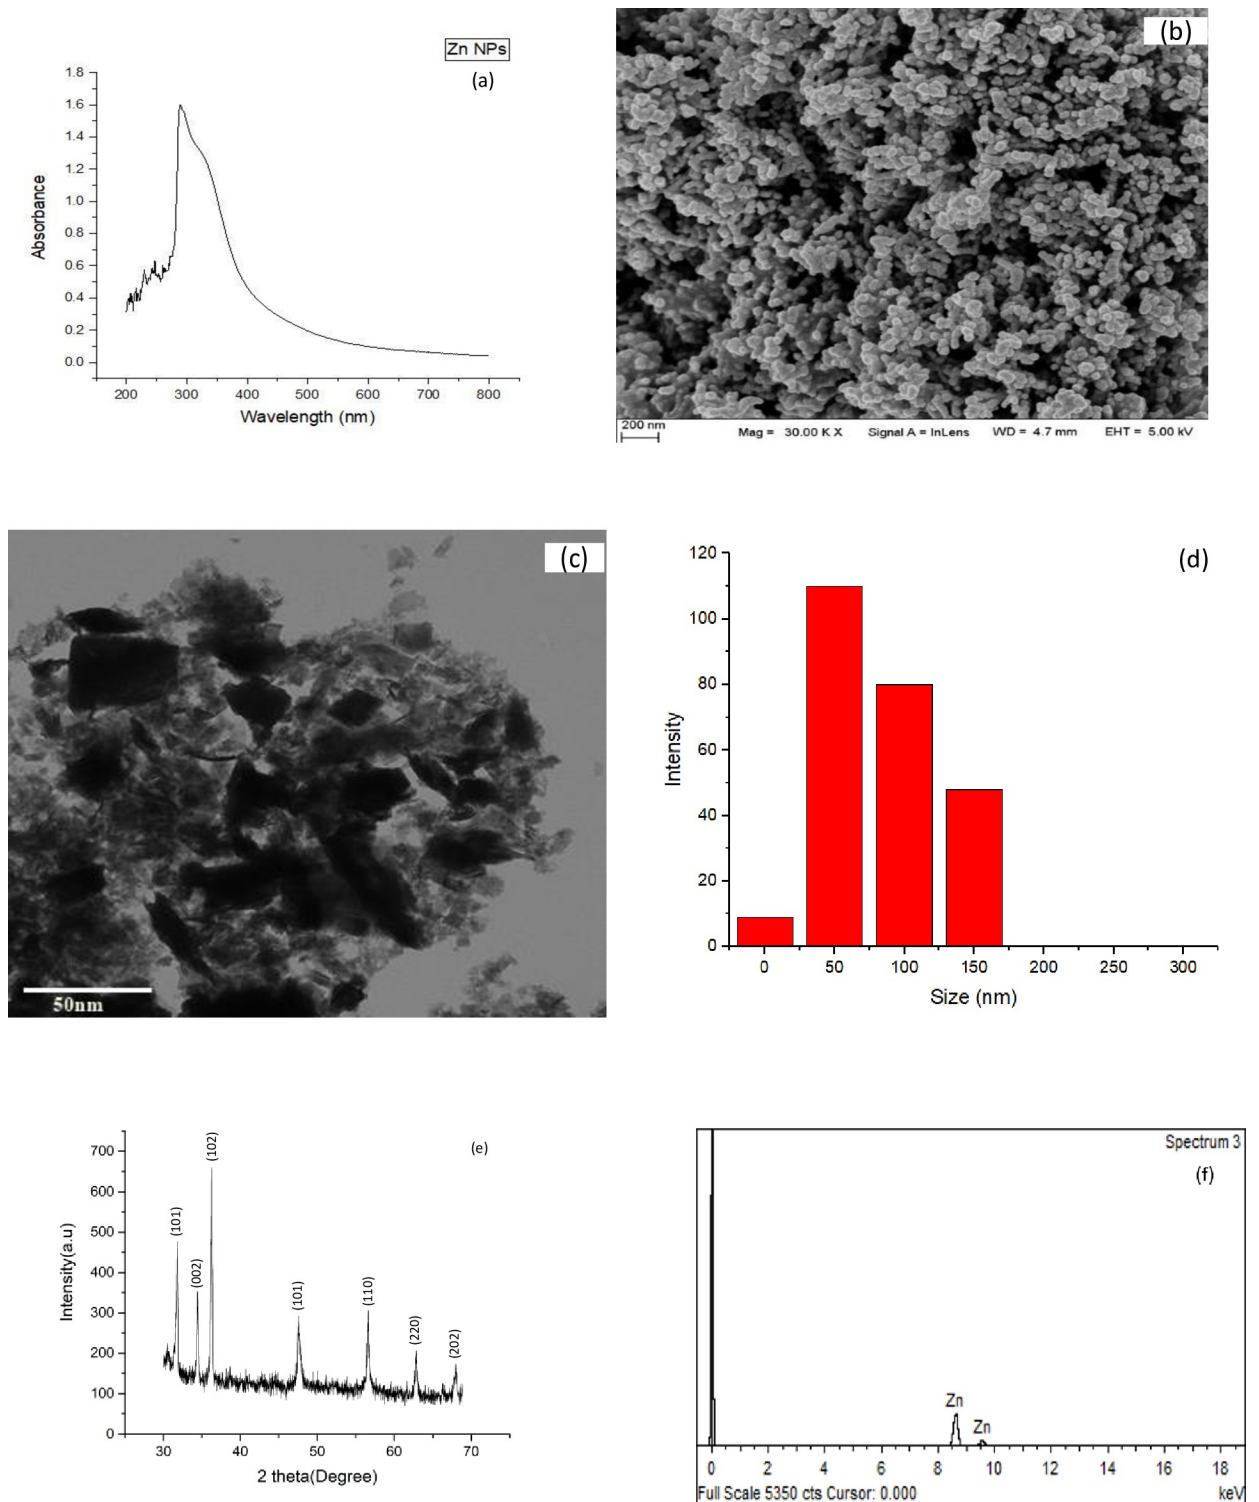 Zn NPs
(a)
1.8
1.6
1.4
1.2
1.0
0.8
0.6
0.4
0.2
0.0
Absorbance
200 300 400 500 600 700 800
Wavelength (nm)
(b)
200 nm
Mag = 30.00 K X Signal A = InLens WD = 4.7 mm EHT = 5.00 kV
(c)
50nm
(d)
120
100
80
60
40
20
0
Intensity
0 50 100 150 200 250 300
Size (nm)
(e)
700
600
500
400
300
200
100
0
Intensity(a.u)
(101)
(002)
(102)
(101)
(110)
(220)
(202)
30 40 50 60 70
2 theta(Degree)
Spectrum 3
(f)
Zn
Zn
0 2 4 6 8 10 12 14 16 18
Full Scale 5350 cts Cursor: 0.000 keV